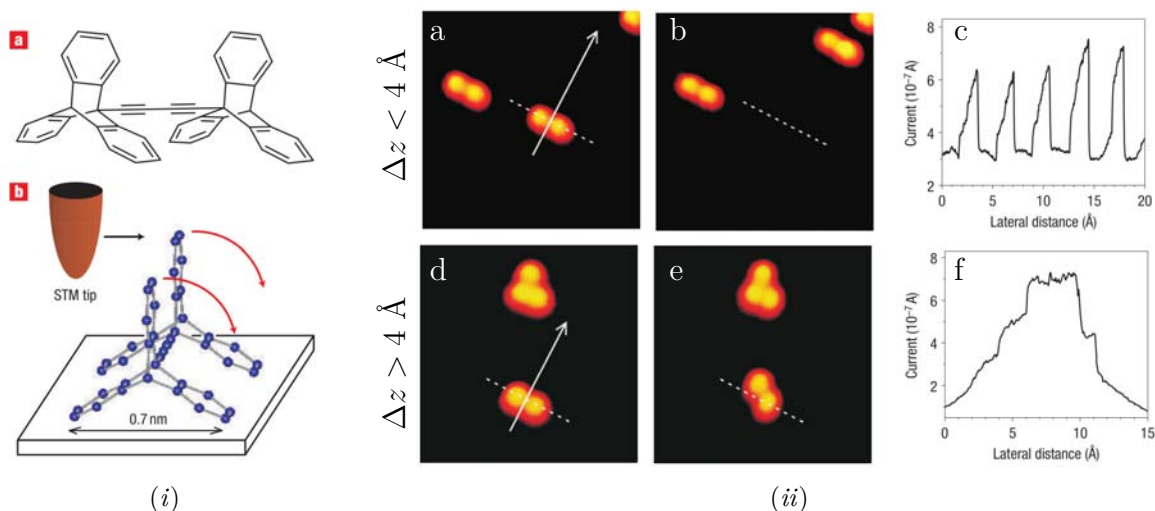 a
b
STM tip
0.7 nm
(i)
Δz < 4 Å
a
b
c
Current (10⁻⁷ A)
8
6
4
2
0 5 10 15 20
Lateral distance (Å)
Δz > 4 Å
d
e
f
Current (10⁻⁷ A)
8
6
4
2
0 5 10 15
Lateral distance (Å)
(ii)